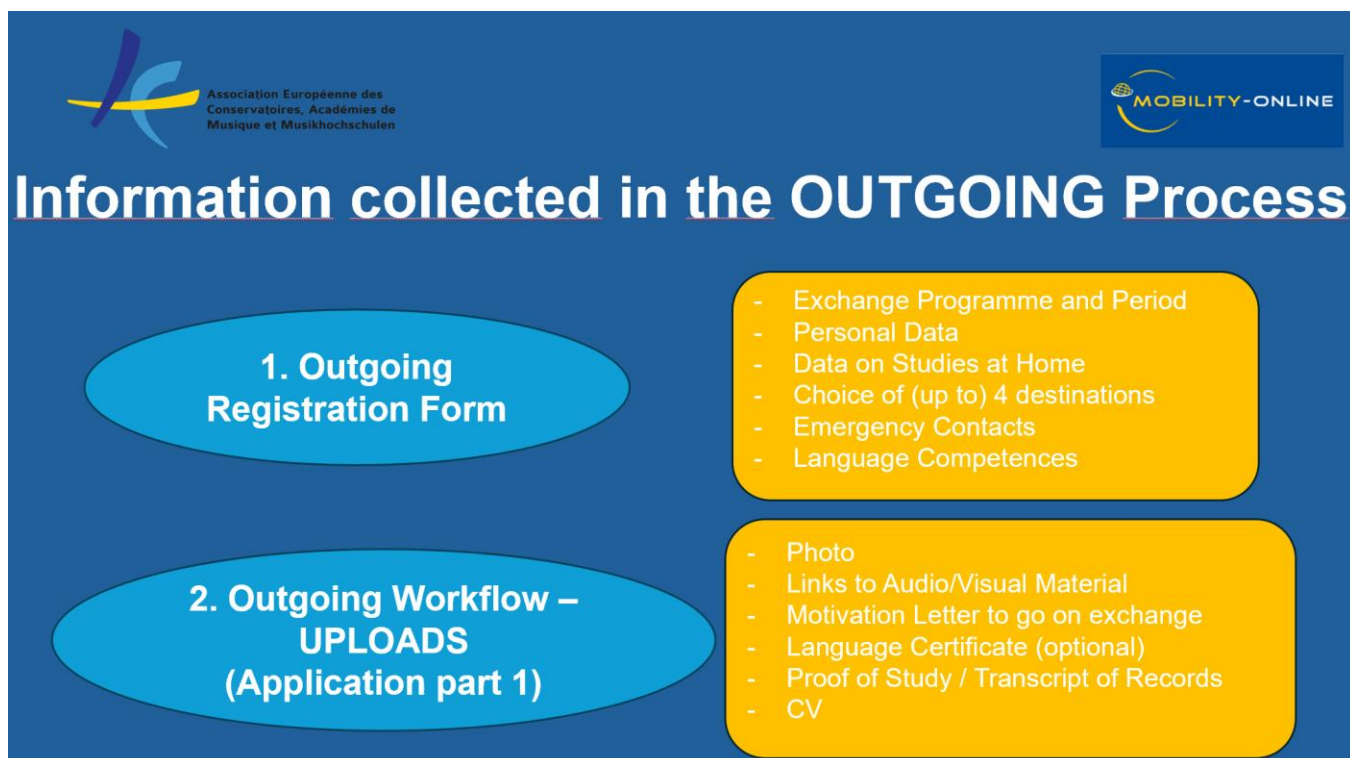 Association Européenne des
Conservatoires, Académies de
Musique et Musikhochschulen
MOBILITY-ONLINE
Information collected in the OUTGOING Process
1. Outgoing
Registration Form
- Exchange Programme and Period
- Personal Data
- Data on Studies at Home
- Choice of (up to) 4 destinations
- Emergency Contacts
- Language Competences
2. Outgoing Workflow –
UPLOADS
(Application part 1)
- Photo
- Links to Audio/Visual Material
- Motivation Letter to go on exchange
- Language Certificate (optional)
- Proof of Study / Transcript of Records
- CV